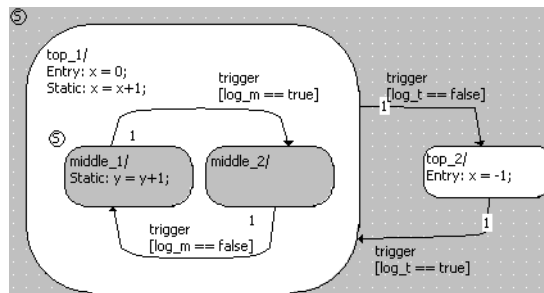 S
top_1/
Entry: x = 0;
Static: x = x+1;
trigger
[log_m == true]
trigger
[log_t == false]
1
1
S
middle_1/
Static: y = y+1;
middle_2/
top_2/
Entry: x = -1;
1
1
trigger
[log_m == false]
trigger
[log_t == true]